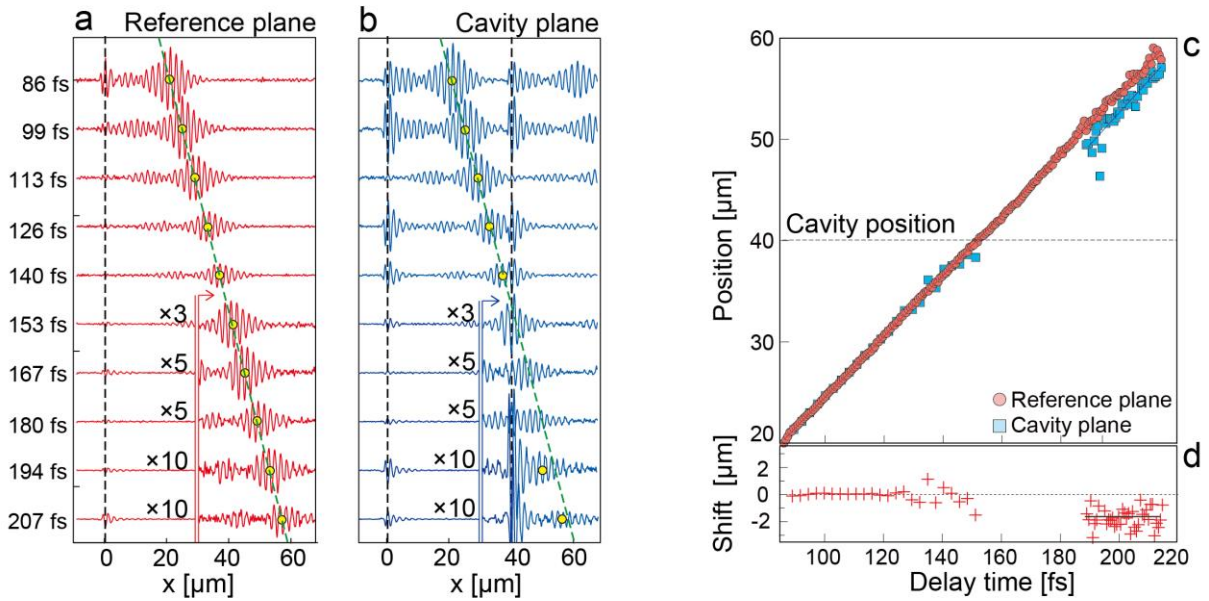 a Reference plane
86 fs
99 fs
113 fs
126 fs
140 fs
153 fs
167 fs
180 fs
194 fs
207 fs
×3
×5
×5
×10
×10
0 20 40 60
x [µm]
b Cavity plane
×3
×5
×5
×10
×10
0 20 40 60
x [µm]
c
60
50
40
30
20
Position [µm]
Cavity position
Reference plane
Cavity plane
d
2
0
-2
Shift [µm]
100 120 140 160 180 200 220
Delay time [fs]